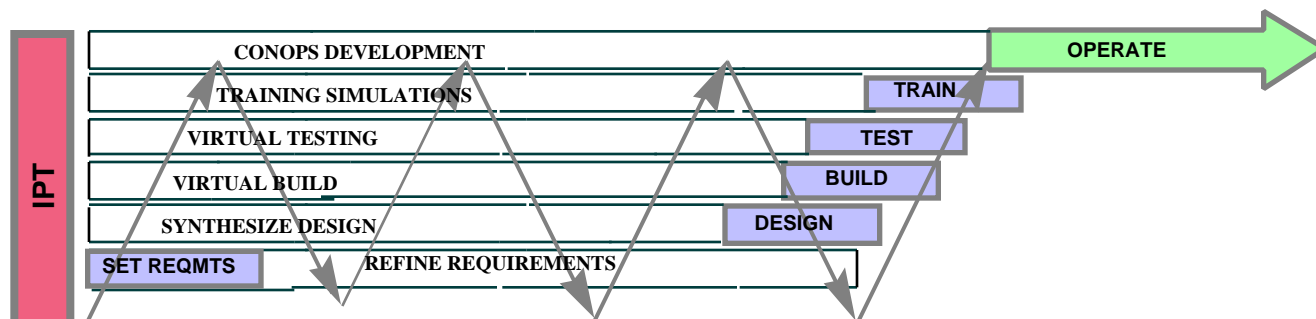 IPT
CONOPS DEVELOPMENT
OPERATE
TRAINING SIMULATIONS
TRAIN
VIRTUAL TESTING
TEST
VIRTUAL BUILD
BUILD
SYNTHESIZE DESIGN
DESIGN
SET REQMTS
REFINE REQUIREMENTS